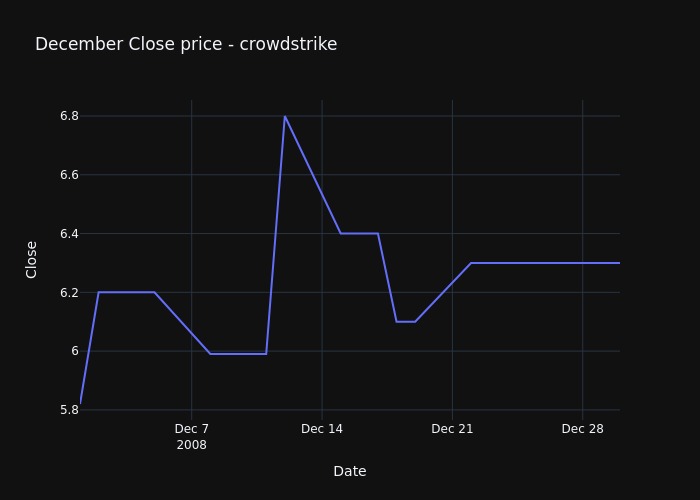 December Close price - crowdstrike
6.8
6.6
6.4
6.2
6
5.8
Close
Dec 7
2008
Dec 14
Dec 21
Dec 28
Date